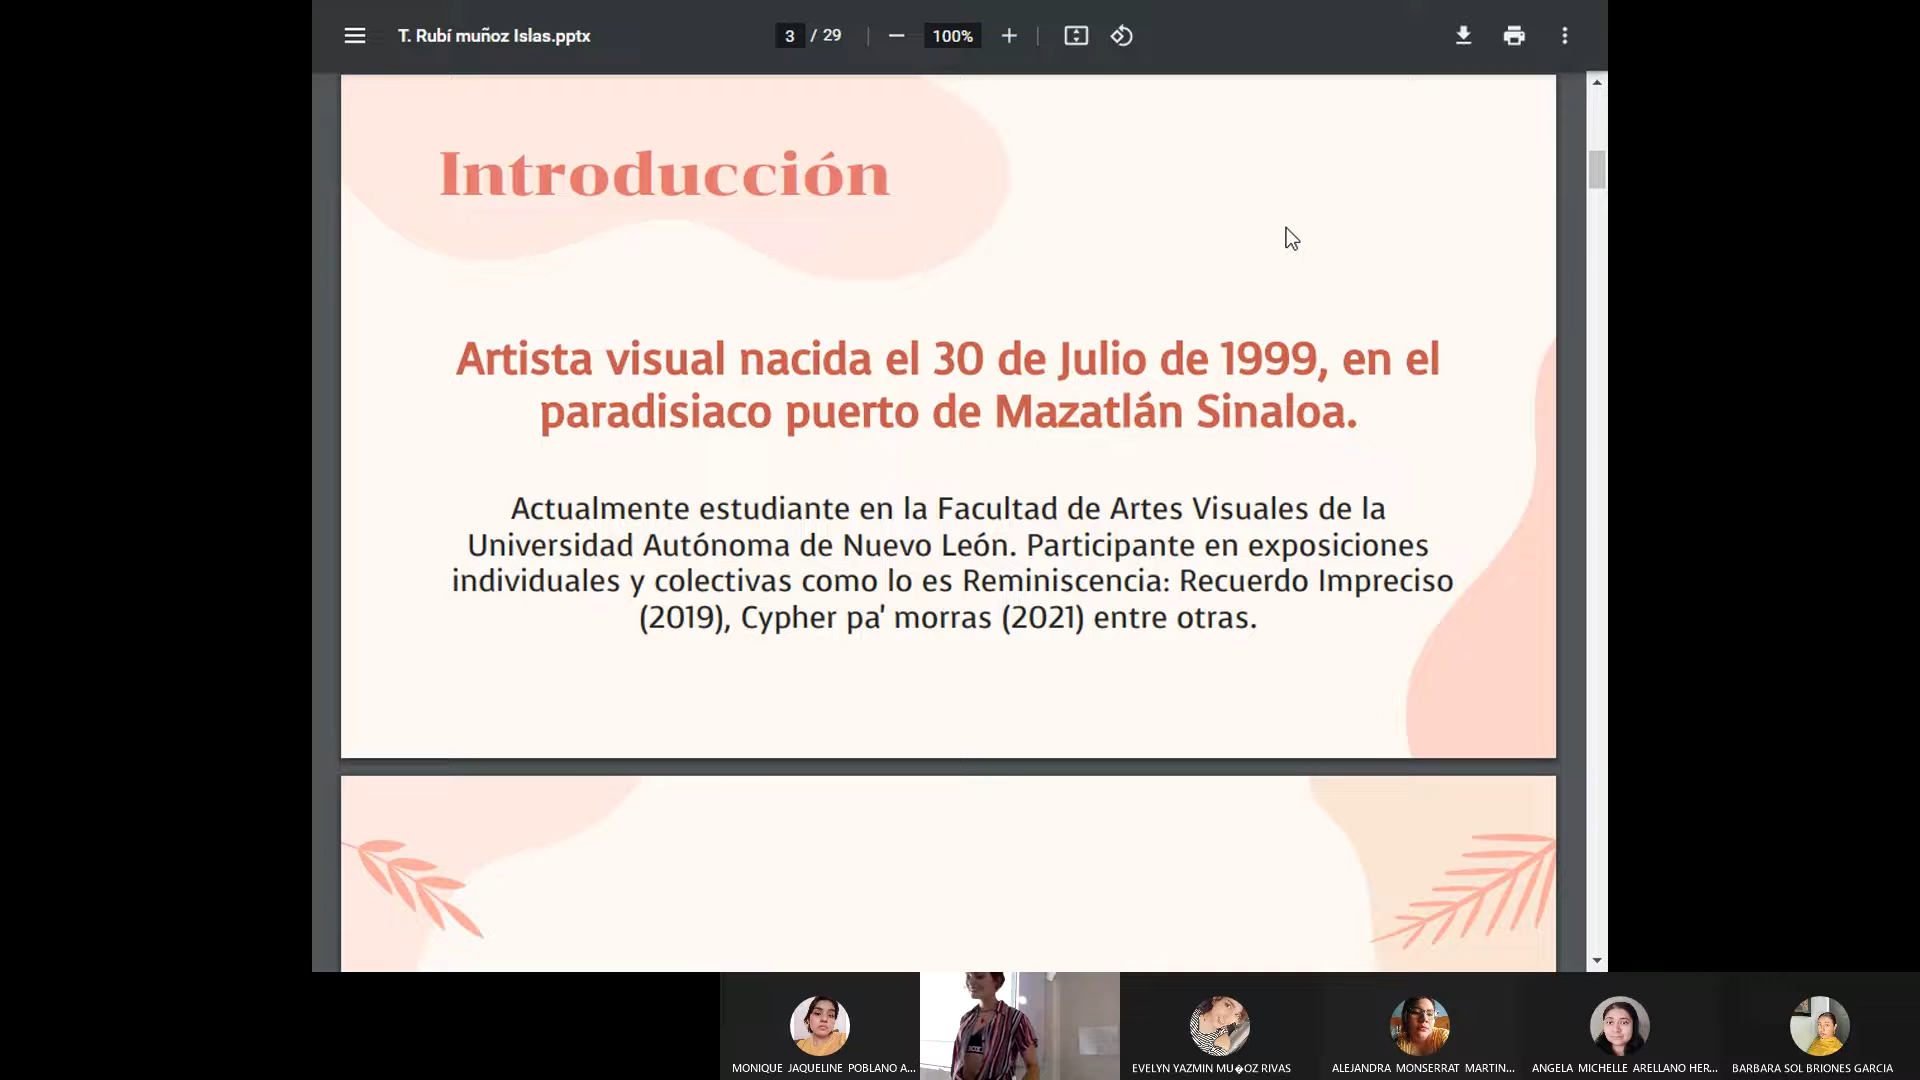 T. Rubí muñoz Islas.pptx
3 / 29
100%
Introducción
Artista visual nacida el 30 de Julio de 1999, en el
paradisiaco puerto de Mazatlán Sinaloa.
Actualmente estudiante en la Facultad de Artes Visuales de la
Universidad Autónoma de Nuevo León. Participante en exposiciones
individuales y colectivas como lo es Reminiscencia: Recuerdo Impreciso
(2019), Cypher pa’ morras (2021) entre otras.
MONIQUE JAQUELINE POBLANO A...
EVELYN YAZMIN MU�OZ RIVAS
ALEJANDRA MONSERRAT MARTIN...
ANGELA MICHELLE ARELLANO HER...
BARBARA SOL BRIONES GARCIA